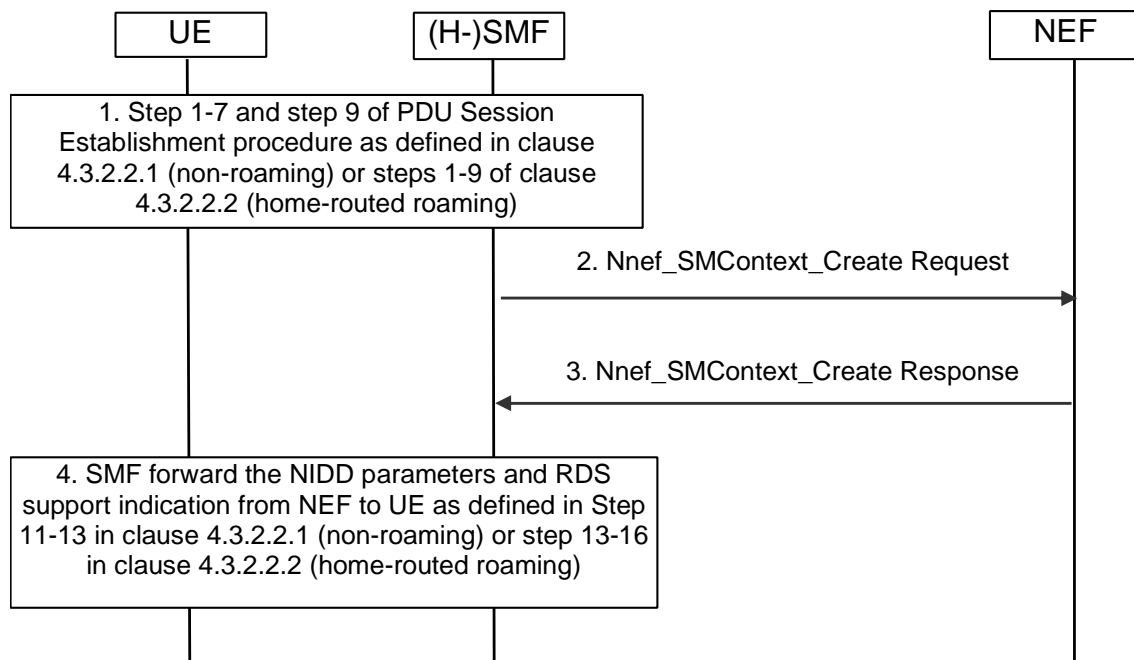 UE
(H-)SMF
NEF
1. Step 1-7 and step 9 of PDU Session
Establishment procedure as defined in clause
4.3.2.2.1 (non-roaming) or steps 1-9 of clause
4.3.2.2.2 (home-routed roaming)
2. Nnef_SMContext_Create Request
3. Nnef_SMContext_Create Response
4. SMF forward the NIDD parameters and RDS
support indication from NEF to UE as defined in Step
11-13 in clause 4.3.2.2.1 (non-roaming) or step 13-16
in clause 4.3.2.2.2 (home-routed roaming)